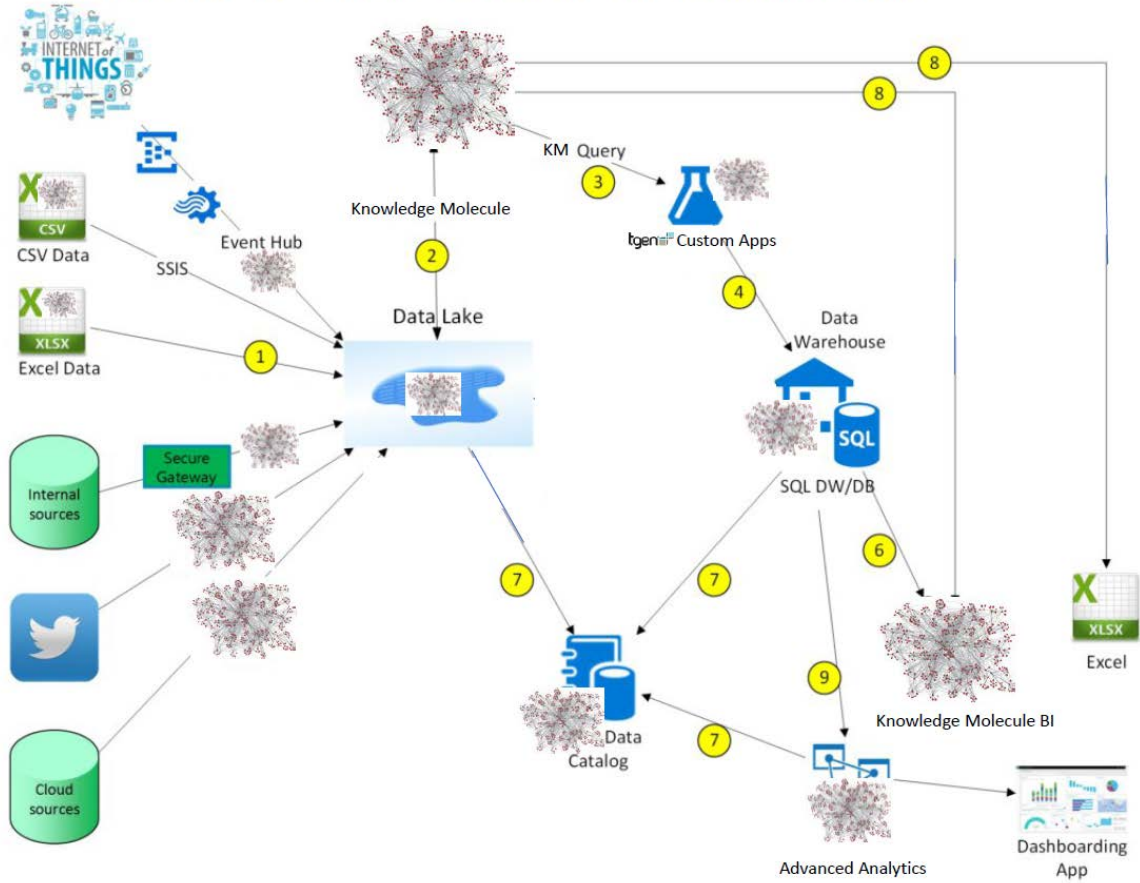 INTERNET of
THINGS
8
8
KM Query
3
Knowledge Molecule
tgen Custom Apps
CSV
CSV Data
SSIS
Event Hub
2
4
Data Lake
XLSX
Excel Data
1
Data
Warehouse
SQL
SQL DW/DB
Secure
Gateway
Internal
sources
7
7
6
XLSX
Excel
9
Knowledge Molecule BI
7
Data
Catalog
Cloud
sources
Advanced Analytics
Dashboarding
App